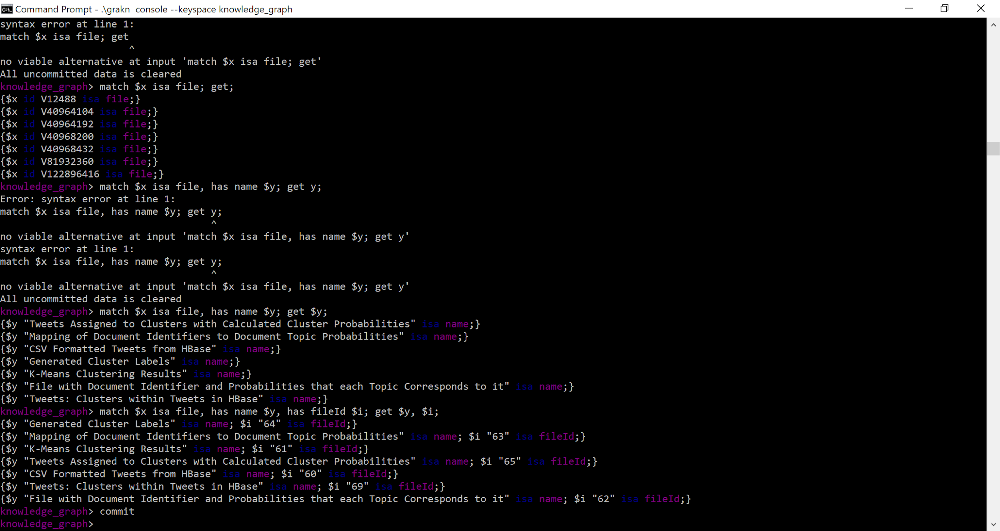 Command Prompt - .\grakn  console --keyspace knowledge_graph
syntax error at line 1:
match $x isa file; get
^
no viable alternative at input 'match $x isa file; get'
All uncommitted data is cleared
knowledge_graph> match $x isa file; get;
{$x id V12488 isa file;}
{$x id V40964104 isa file;}
{$x id V40964192 isa file;}
{$x id V40968200 isa file;}
{$x id V40968432 isa file;}
{$x id V81932360 isa file;}
{$x id V122896416 isa file;}
knowledge_graph> match $x isa file, has name $y; get y;
Error: syntax error at line 1:
match $x isa file, has name $y; get y;
^
no viable alternative at input 'match $x isa file, has name $y; get y'
syntax error at line 1:
match $x isa file, has name $y; get y;
^
no viable alternative at input 'match $x isa file, has name $y; get y'
All uncommitted data is cleared
knowledge_graph> match $x isa file, has name $y; get $y;
{$y "Tweets Assigned to Clusters with Calculated Cluster Probabilities" isa name;}
{$y "Mapping of Document Identifiers to Document Topic Probabilities" isa name;}
{$y "CSV Formatted Tweets from HBase" isa name;}
{$y "Generated Cluster Labels" isa name;}
{$y "K-Means Clustering Results" isa name;}
{$y "File with Document Identifier and Probabilities that each Topic Corresponds to it" isa name;}
{$y "Tweets: Clusters within Tweets in HBase" isa name;}
knowledge_graph> match $x isa file, has name $y, has fileId $i; get $y, $i;
{$y "Generated Cluster Labels" isa name; $i "64" isa fileId;}
{$y "Mapping of Document Identifiers to Document Topic Probabilities" isa name; $i "63" isa fileId;}
{$y "K-Means Clustering Results" isa name; $i "61" isa fileId;}
{$y "Tweets Assigned to Clusters with Calculated Cluster Probabilities" isa name; $i "65" isa fileId;}
{$y "CSV Formatted Tweets from HBase" isa name; $i "60" isa fileId;}
{$y "Tweets: Clusters within Tweets in HBase" isa name; $i "69" isa fileId;}
{$y "File with Document Identifier and Probabilities that each Topic Corresponds to it" isa name; $i "62" isa fileId;}
knowledge_graph> commit
knowledge_graph>